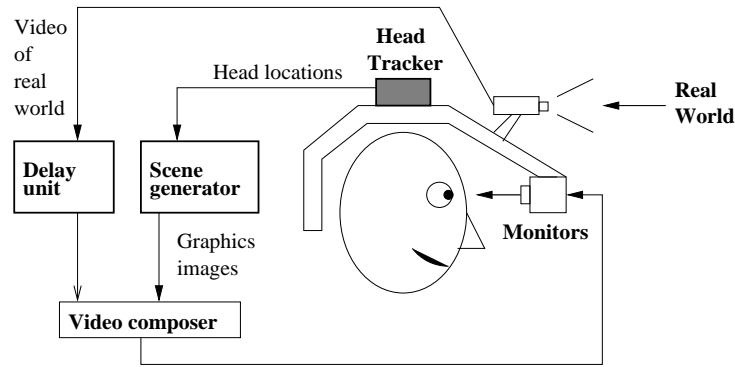 Video
of
real
world
Head
Tracker
Head locations
Real
World
Delay
unit
Scene
generator
Monitors
Graphics
images
Video composer